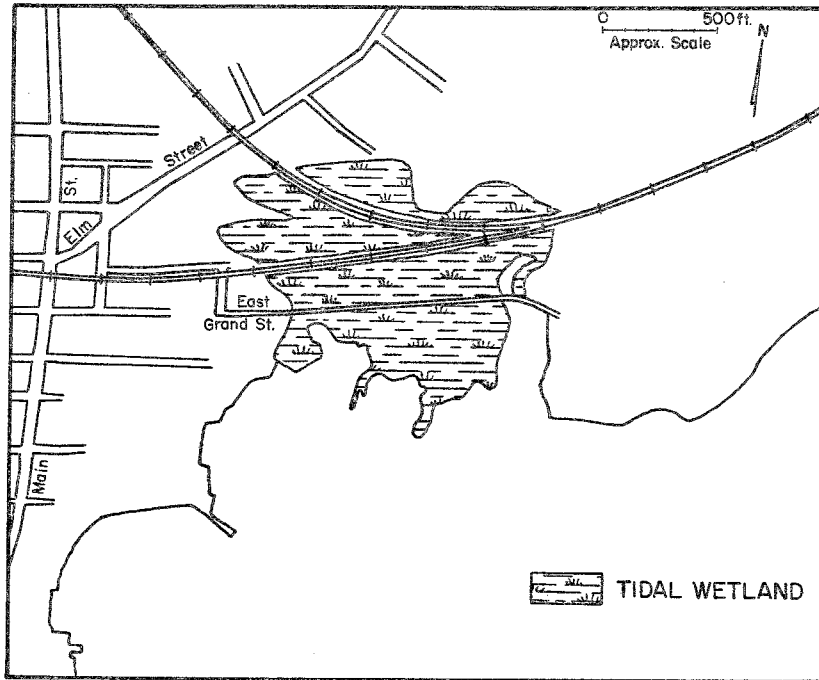 0 500 ft.
Approx. Scale
N
Street
St.
Elm
East
Grand St.
Main
TIDAL WETLAND